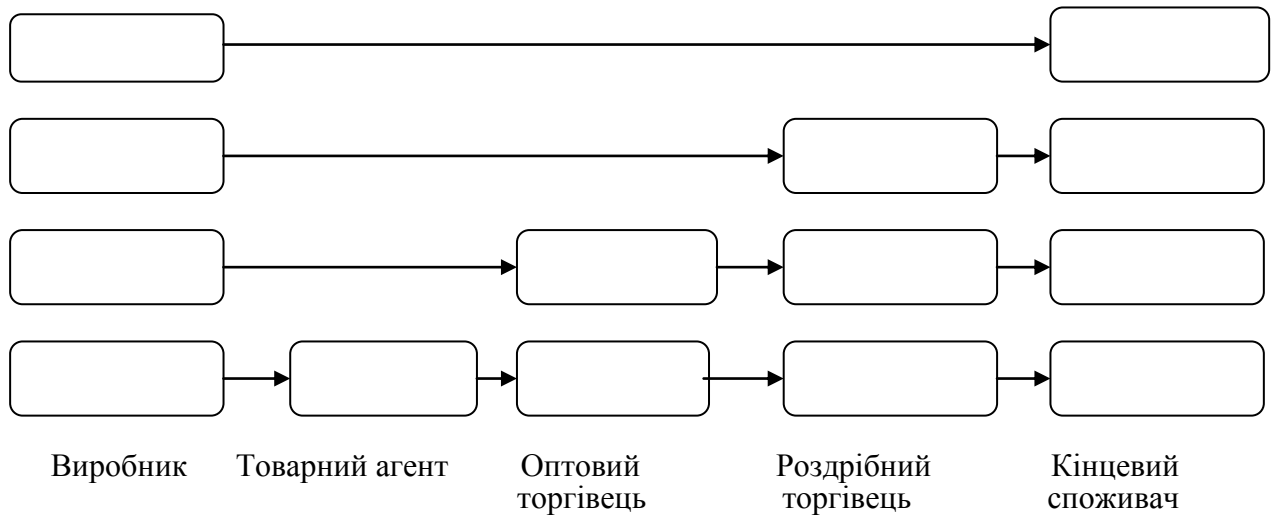 Виробник Товарний агент Оптовий Роздрібний Кінцевий
торгівець торгівець споживач